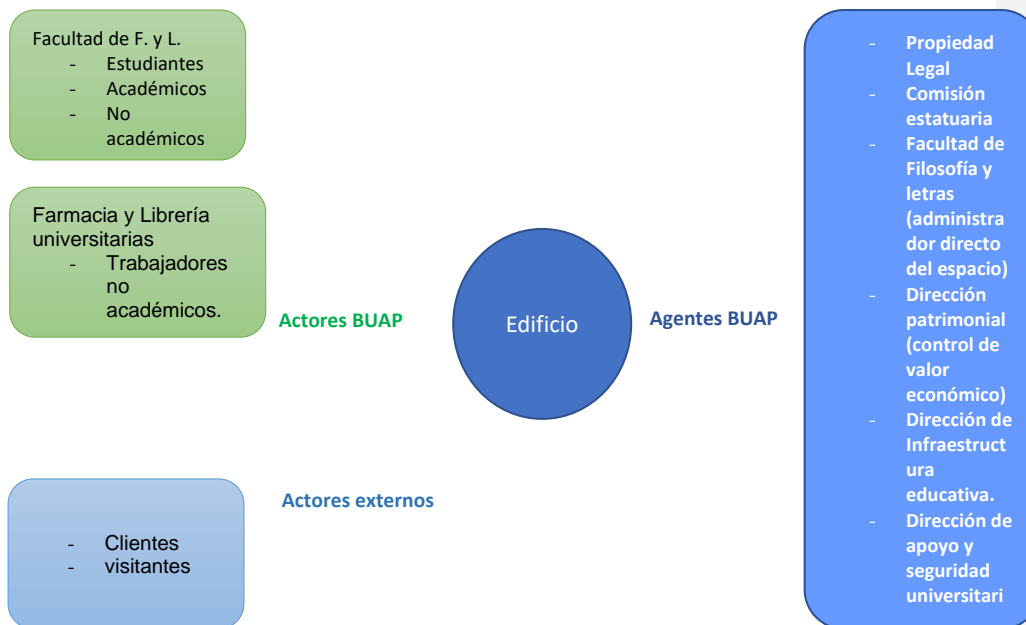 Facultad de F. y L.
- Estudiantes
- Académicos
- No
académicos
Farmacia y Librería
universitarias
- Trabajadores
no
académicos.
Actores BUAP
Edificio
Agentes BUAP
Actores externos
- Clientes
- visitantes
- Propiedad
Legal
- Comisión
estatuaria
- Facultad de
Filosofía y
letras
(administra
dor directo
del espacio)
- Dirección
patrimonial
(control de
valor
económico)
- Dirección de
Infraestruct
ura
educativa.
- Dirección de
apoyo y
seguridad
universitari